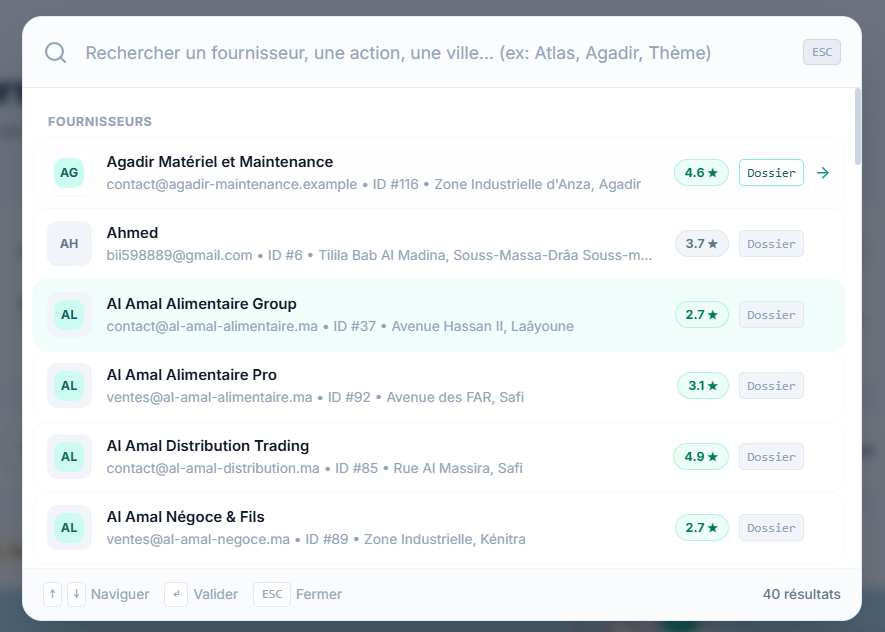 Rechercher un fournisseur, une action, une ville... (ex: Atlas, Agadir, Thème) ESC
FOURNISSEURS
AG Agadir Matériel et Maintenance 4.6 ★ Dossier →
contact@agadir-maintenance.example • ID #116 • Zone Industrielle d'Anza, Agadir
AH Ahmed 3.7 ★ Dossier
bii598889@gmail.com • ID #6 • Tilila Bab Al Madina, Souss-Massa-Drâa Souss-m...
AL Al Amal Alimentaire Group 2.7 ★ Dossier
contact@al-amal-alimentaire.ma • ID #37 • Avenue Hassan II, Laâyoune
AL Al Amal Alimentaire Pro 3.1 ★ Dossier
ventes@al-amal-alimentaire.ma • ID #92 • Avenue des FAR, Safi
AL Al Amal Distribution Trading 4.9 ★ Dossier
contact@al-amal-distribution.ma • ID #85 • Rue Al Massira, Safi
AL Al Amal Négoce & Fils 2.7 ★ Dossier
ventes@al-amal-negoce.ma • ID #89 • Zone Industrielle, Kénitra
↑ ↓ Naviguer ↵ Valider ESC Fermer 40 résultats